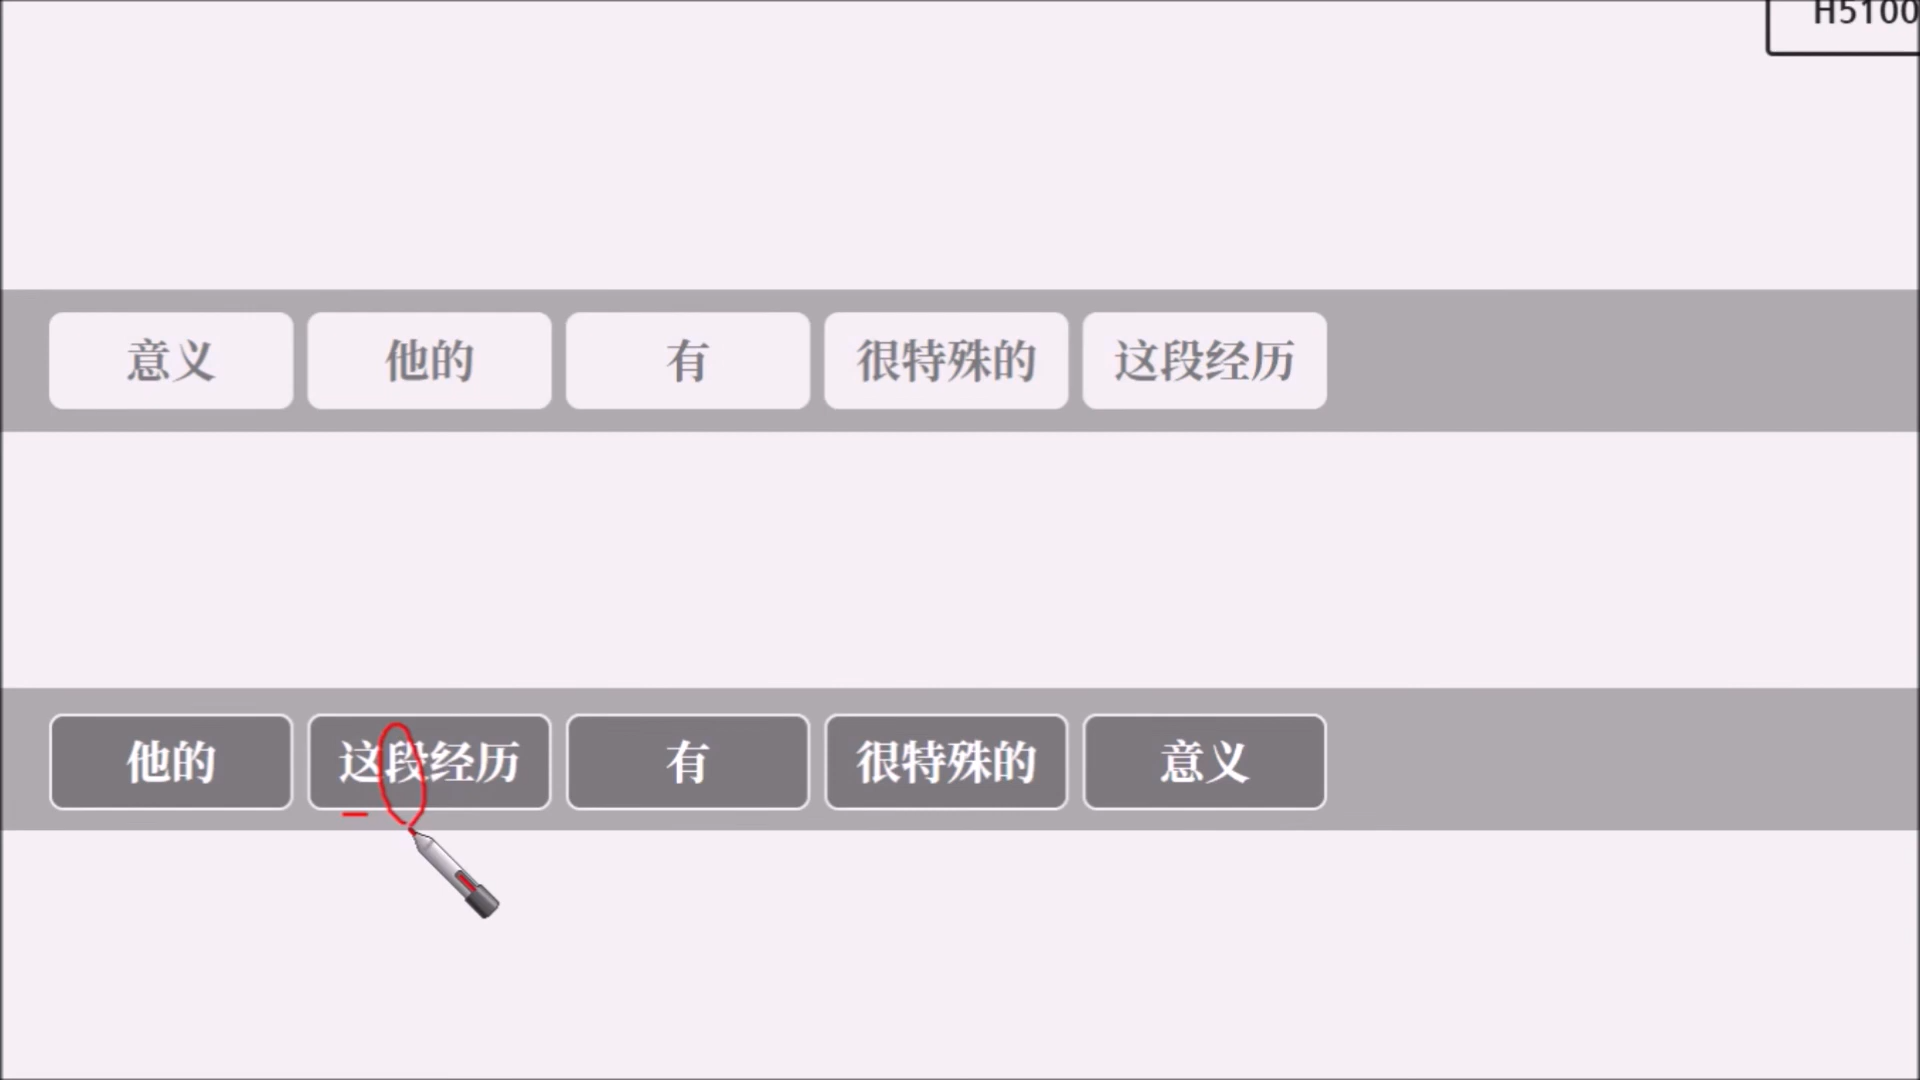 H5100
意义 他的 有 很特殊的 这段经历
他的 这段经历 有 很特殊的 意义